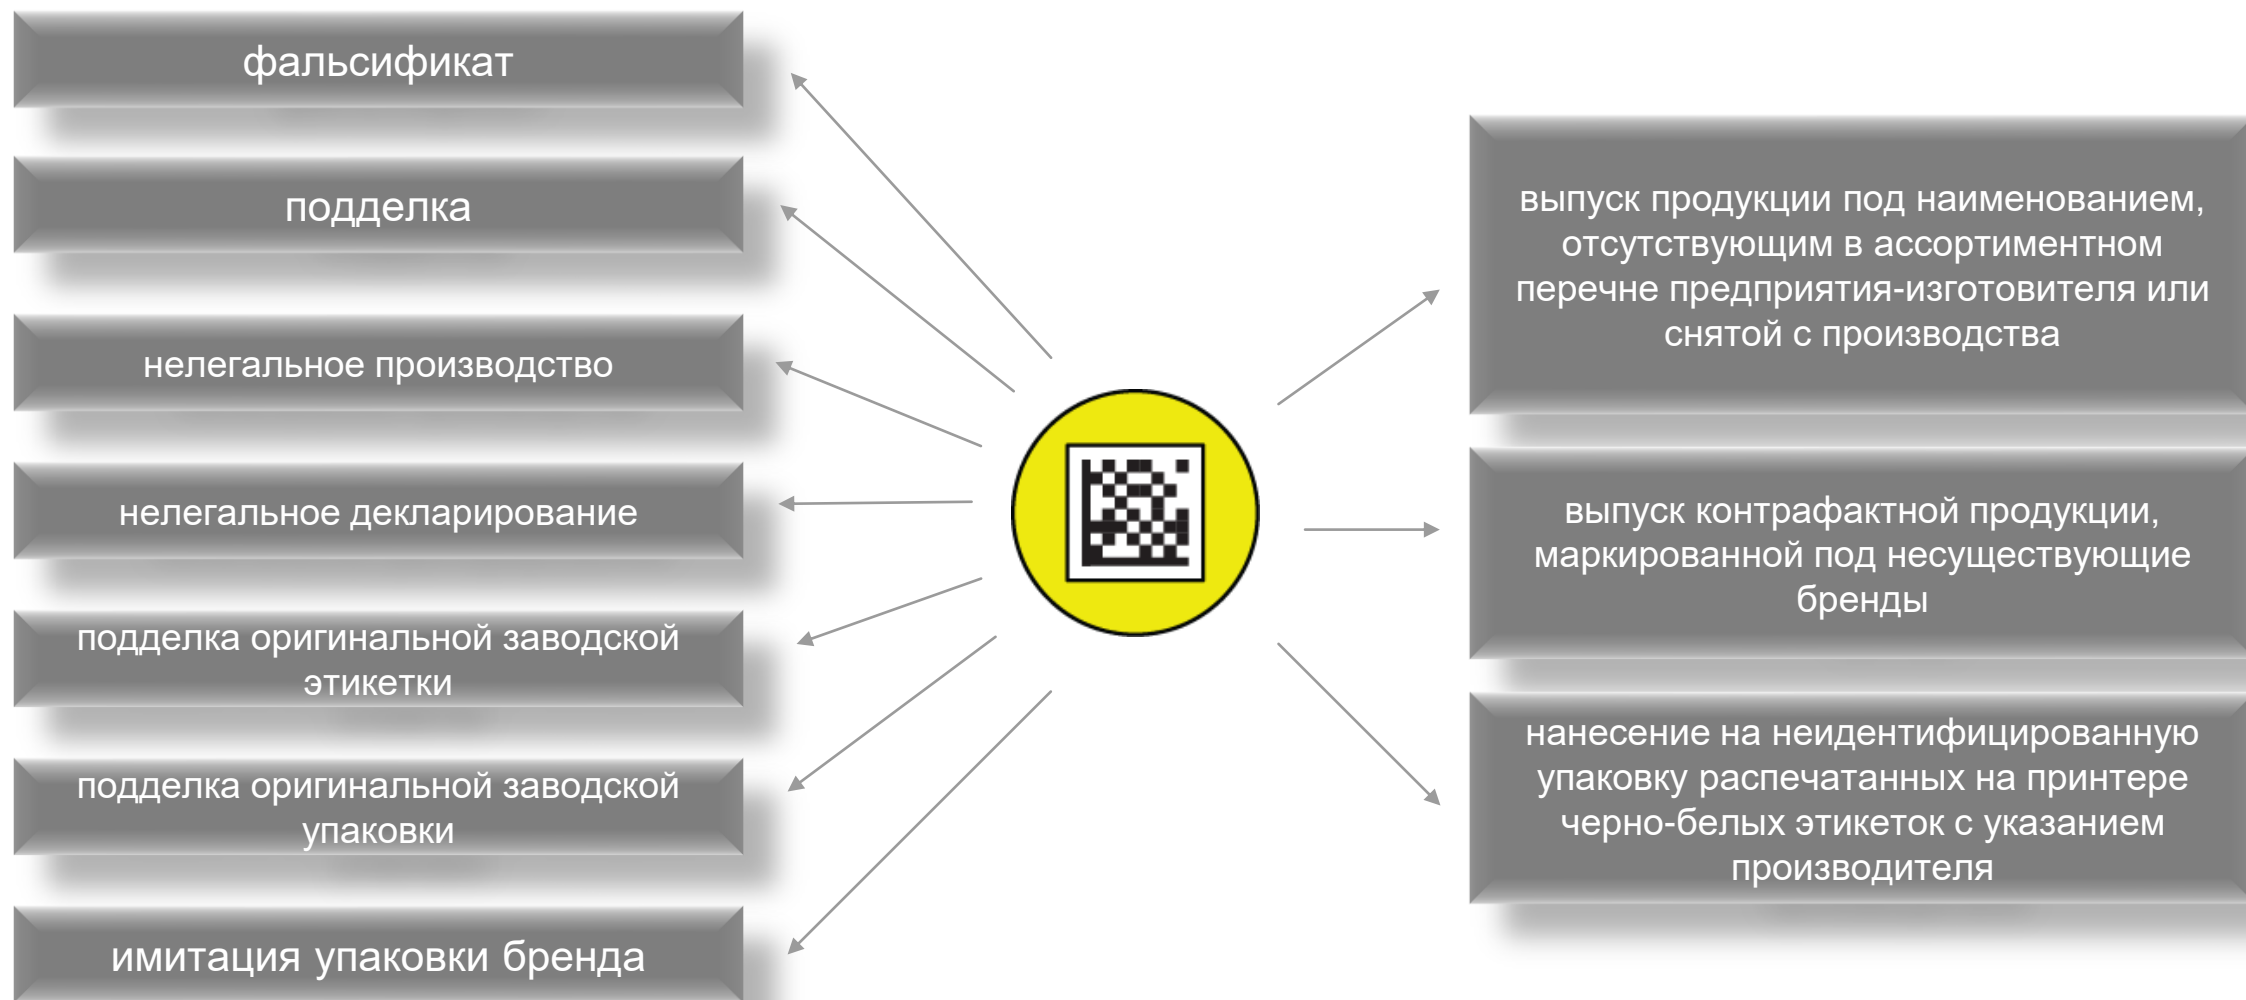 фальсификат
подделка
нелегальное производство
нелегальное декларирование
подделка оригинальной заводской
этикетки
подделка оригинальной заводской
упаковки
имитация упаковки бренда
выпуск продукции под наименованием,
отсутствующим в ассортиментном
перечне предприятия-изготовителя или
снятой с производства
выпуск контрафактной продукции,
маркированной под несуществующие
бренды
нанесение на неидентифицированную
упаковку распечатанных на принтере
черно-белых этикеток с указанием
производителя